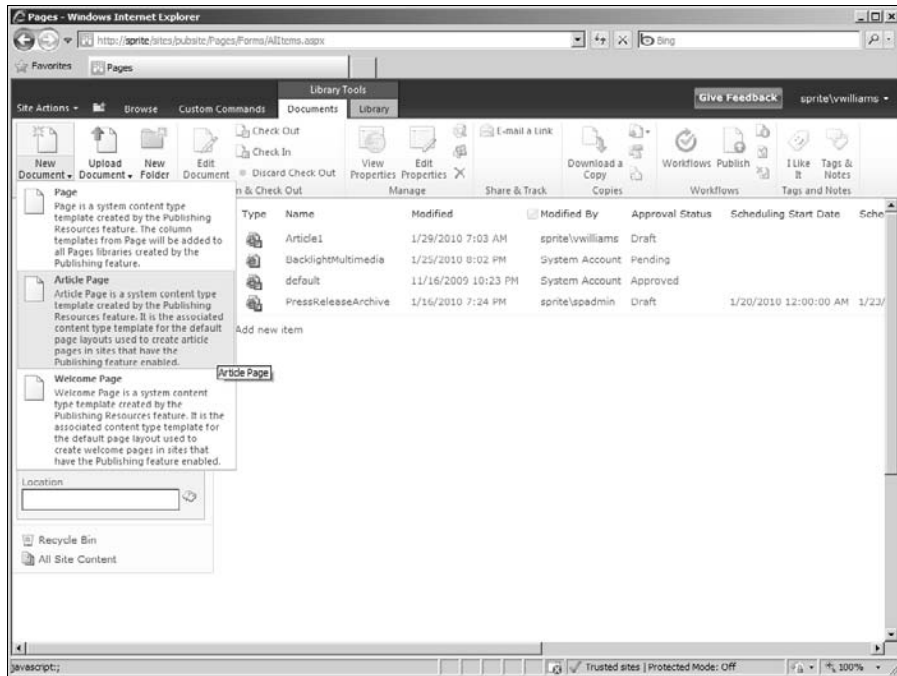 Pages - Windows Internet Explorer
http://sprite/sites/pubsite/Pages/Forms/AllItems.aspx
Bing
Favorites
Pages
Library Tools
Site Actions
Browse
Custom Commands
Documents
Library
Give Feedback
sprite\vwilliams
New Document
Upload Document
New Folder
Edit Document
Check Out
Check In
Discard Check Out
View Properties
Edit Properties
E-mail a Link
Download a Copy
Workflows
Publish
I Like It
Tags & Notes
n & Check Out
Manage
Share & Track
Copies
Workflows
Tags and Notes
Page
Page is a system content type
template created by the Publishing
Resources feature. The column
templates from Page will be added to
all Pages libraries created by the
Publishing feature.
Article Page
Article Page is a system content type
template created by the Publishing
Resources feature. It is the associated
content type template for the default
page layouts used to create article
pages in sites that have the
Publishing feature enabled.
Article Page
Welcome Page
Welcome Page is a system content
type template created by the
Publishing Resources feature. It is the
associated content type template for
the default page layout used to
create welcome pages in sites that
have the Publishing feature enabled.
Type Name Modified Modified By Approval Status Scheduling Start Date Sche
Article1 1/29/2010 7:03 AM sprite\vwilliams Draft
BacklightMultimedia 1/25/2010 8:02 PM System Account Pending
default 11/16/2009 10:23 PM System Account Approved
PressReleaseArchive 1/16/2010 7:24 PM sprite\spadmin Draft 1/20/2010 12:00:00 AM 1/23/
Add new item
Location
Recycle Bin
All Site Content
javascript:;
Trusted sites | Protected Mode: Off
100%